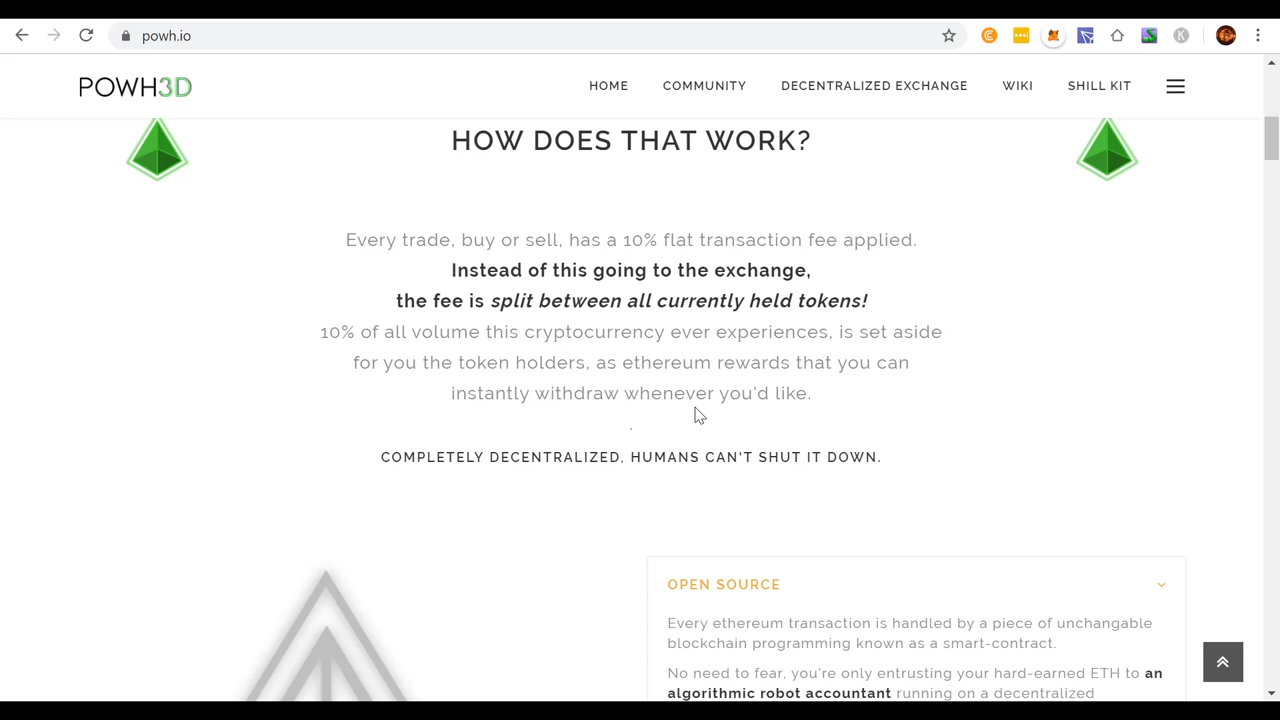 powh.io
POWH3D
HOME
COMMUNITY
DECENTRALIZED EXCHANGE
WIKI
SHILL KIT
HOW DOES THAT WORK?
Every trade, buy or sell, has a 10% flat transaction fee applied.
Instead of this going to the exchange,
the fee is split between all currently held tokens!
10% of all volume this cryptocurrency ever experiences, is set aside
for you the token holders, as ethereum rewards that you can
instantly withdraw whenever you'd like.
.
COMPLETELY DECENTRALIZED, HUMANS CAN'T SHUT IT DOWN.
OPEN SOURCE
Every ethereum transaction is handled by a piece of unchangable
blockchain programming known as a smart-contract.
No need to fear, you're only entrusting your hard-earned ETH to an
algorithmic robot accountant running on a decentralized